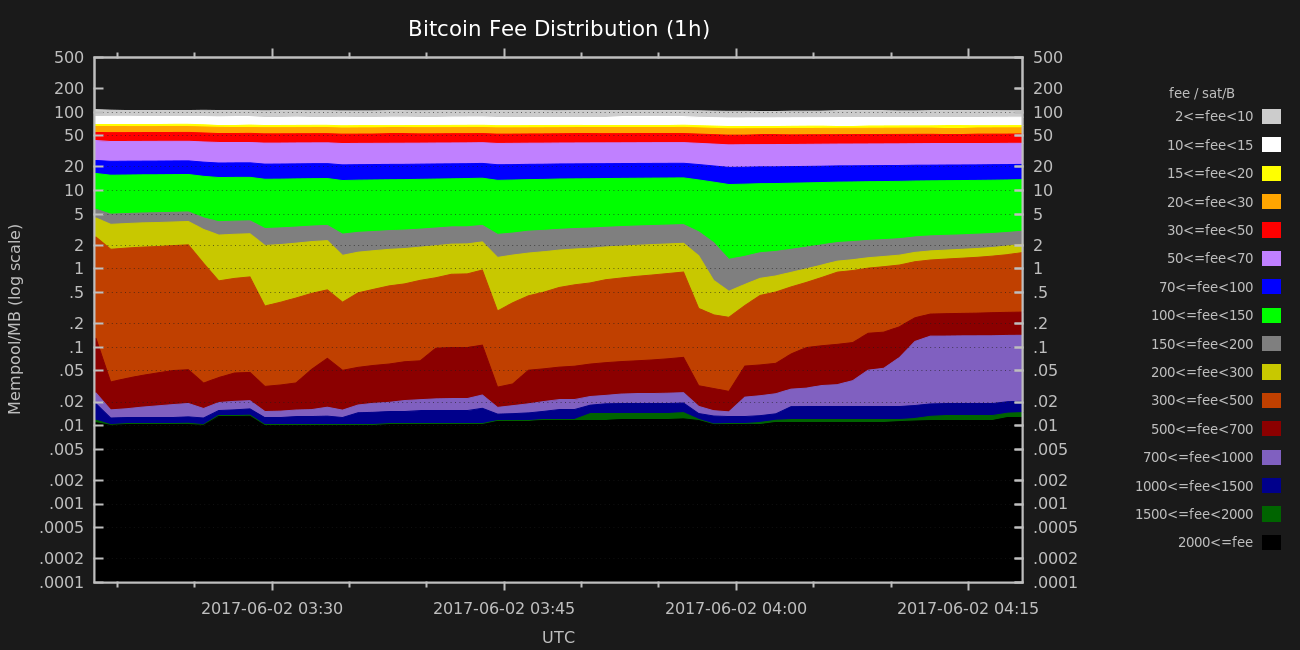 Bitcoin Fee Distribution (1h)
500 500
200 200
100 100
50 50
20 20
10 10
5 5
2 2
1 1
.5 .5
.2 .2
.1 .1
.05 .05
.02 .02
.01 .01
.005 .005
.002 .002
.001 .001
.0005 .0005
.0002 .0002
.0001 .0001
Mempool/MB (log scale)
2017-06-02 03:30 2017-06-02 03:45 2017-06-02 04:00 2017-06-02 04:15
UTC
fee / sat/B
2<=fee<10
10<=fee<15
15<=fee<20
20<=fee<30
30<=fee<50
50<=fee<70
70<=fee<100
100<=fee<150
150<=fee<200
200<=fee<300
300<=fee<500
500<=fee<700
700<=fee<1000
1000<=fee<1500
1500<=fee<2000
2000<=fee